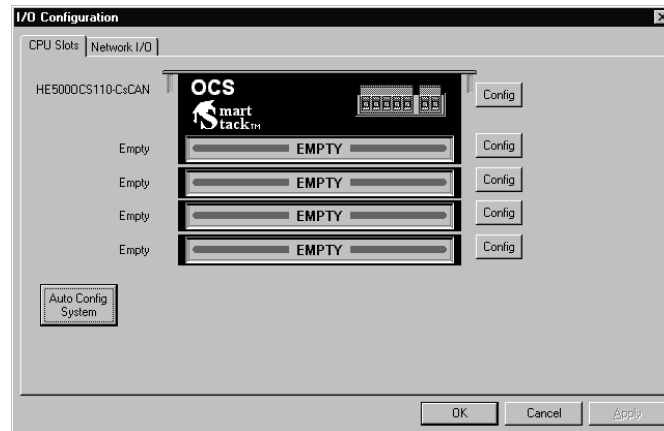 I/O Configuration
CPU Slots Network I/O
HE500OCS110-CsCAN OCS Config
Smart
Stack™
Empty EMPTY Config
Empty EMPTY Config
Empty EMPTY Config
Empty EMPTY Config
Auto Config
System
OK Cancel Apply